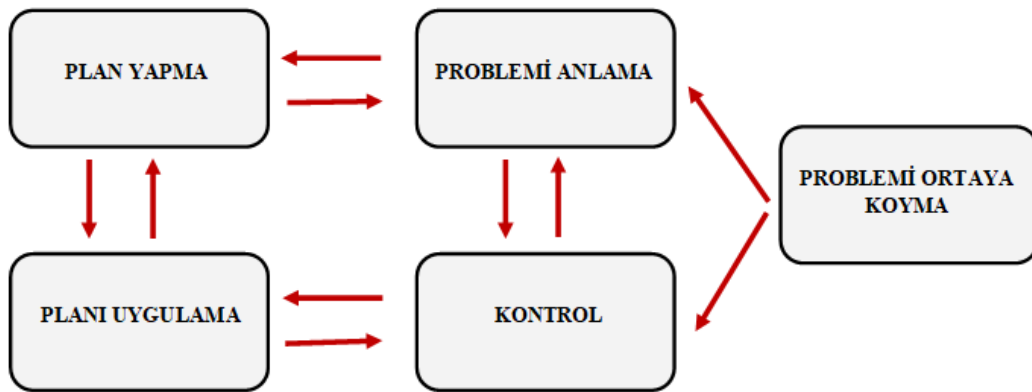 PLAN YAPMA
PROBLEMİ ANLAMA
PROBLEMİ ORTAYA
KOYMA
PLANI UYGULAMA
KONTROL